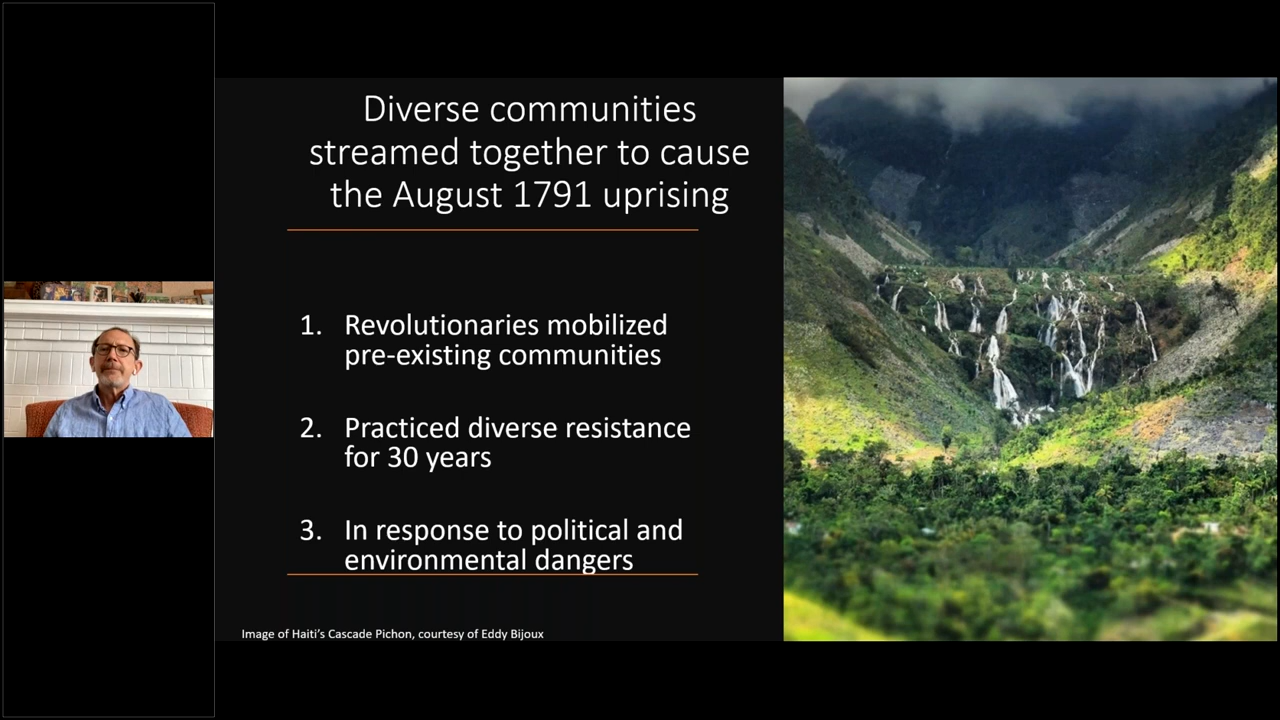 Diverse communities
streamed together to cause
the August 1791 uprising
1. Revolutionaries mobilized
pre-existing communities
2. Practiced diverse resistance
for 30 years
3. In response to political and
environmental dangers
Image of Haiti's Cascade Pichon, courtesy of Eddy Bijoux